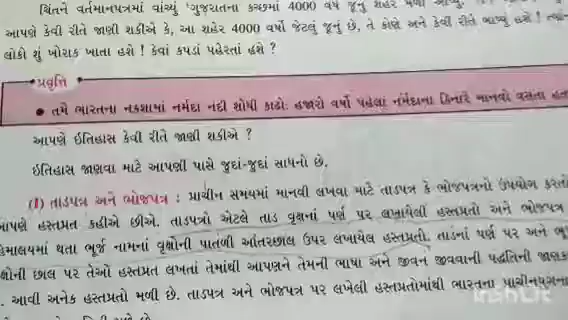 ચિંતને વર્તમાનપત્રમાં વાંચ્યું 'ગુજરાતના કચ્છમાં 4000 વર્ષ જૂનું શહેર મળી આવ્યું.
આપણે કેવી રીતે જાણી શકીએ કે, આ શહેર 4000 વર્ષો જેટલું જૂનું છે, તે કોણે અને કેવી રીતે માપ્યું હશે !
લોકો શું ખોરાક ખાતા હશે ! કેવાં કપડાં પહેરતાં હશે ?
પ્રવૃત્તિ
• તમે ભારતના નકશામાં નર્મદા નદી શોધી કાઢો. હજારો વર્ષો પહેલાં નર્મદાના કિનારે માનવો વસતા હતા
આપણે ઇતિહાસ કેવી રીતે જાણી શકીએ ?
ઇતિહાસ જાણવા માટે આપણી પાસે જુદાં-જુદાં સાધનો છે.
(1) તાડપત્ર અને ભોજપત્ર : પ્રાચીન સમયમાં માનવી લખવા માટે તાડપત્ર કે ભોજપત્રનો ઉપયોગ કરતો
આપણે હસ્તપ્રત કહીએ છીએ. તાડપત્રો એટલે તાડ વૃક્ષનાં પર્ણ પર લખાયેલી હસ્તપ્રતો અને ભોજપત્ર
હિમાલયમાં થતા ભૂર્જ નામનાં વૃક્ષોની પાતળી આંતરછાલ ઉપર લખાયેલ હસ્તપ્રતો. તાડનાં પર્ણ પર અને
ક્ષોની છાલ પર તેઓ હસ્તપ્રત લખતાં તેમાંથી આપણને તેમની ભાષા અને જીવન જીવવાની પદ્ધતિની જાણકા
. આવી અનેક હસ્તપ્રતો મળી છે. તાડપત્ર અને ભોજપત્ર પર લખેલી હસ્તપ્રતોમાંથી ભારતના પ્રાચીનયુગના